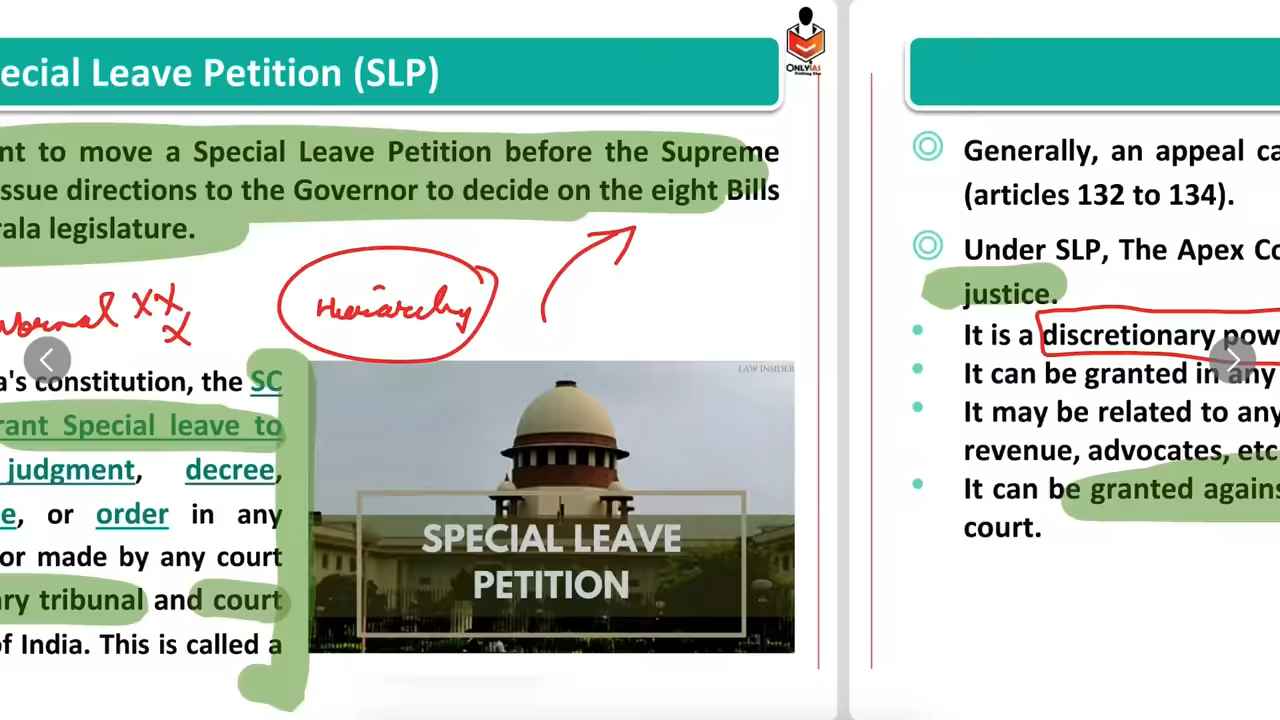 ecial Leave Petition (SLP)
ONLYIAS
nt to move a Special Leave Petition before the Supreme
ssue directions to the Governor to decide on the eight Bills
rala legislature.
Hierarchy
XX
X
a's constitution, the SC
rant Special leave to
judgment, decree,
e, or order in any
or made by any court
ary tribunal and court
of India. This is called a
LAW INSIDER
SPECIAL LEAVE
PETITION
Generally, an appeal ca
(articles 132 to 134).
Under SLP, The Apex Co
justice.
It is a discretionary pow
It can be granted in any
It may be related to any
revenue, advocates, etc
It can be granted agains
court.